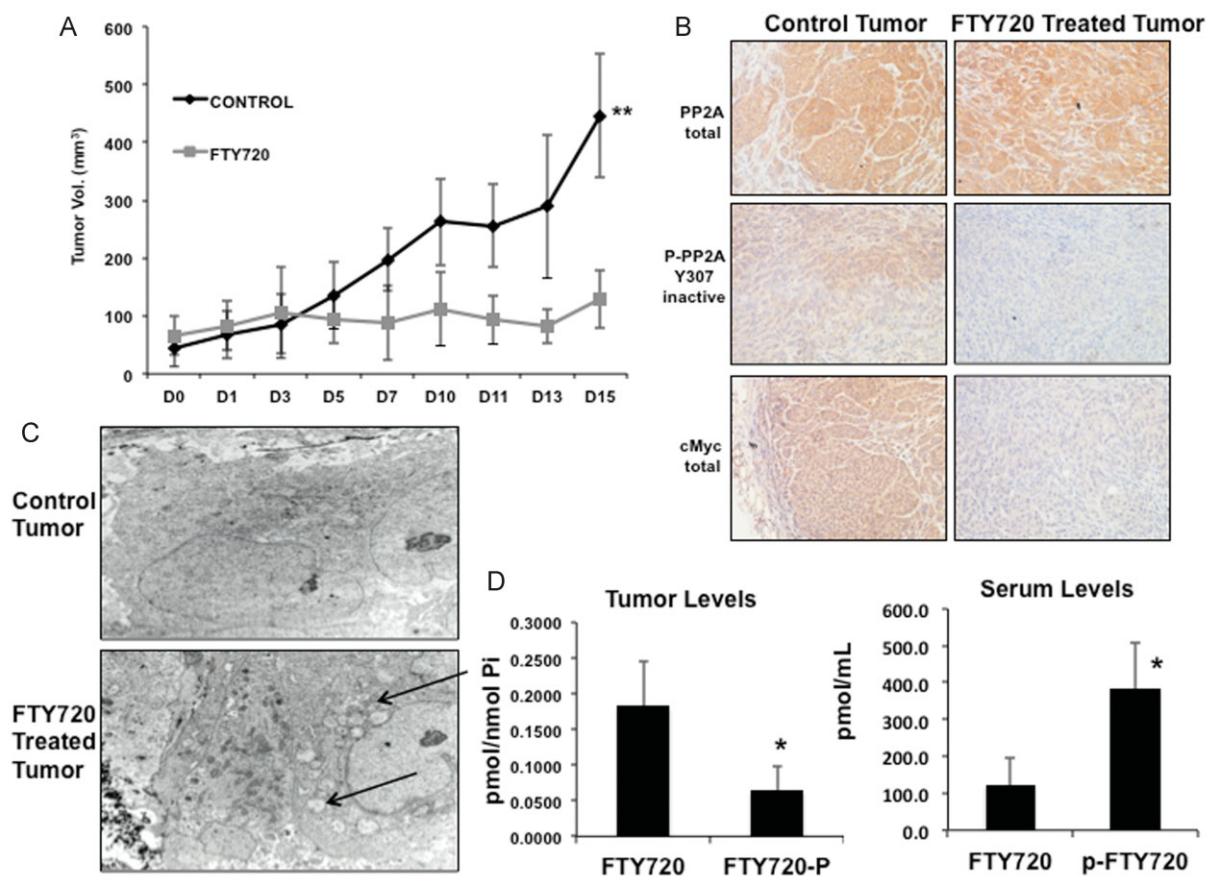 A
600
500
400
300
200
100
0
Tumor Vol. (mm³)
CONTROL
FTY720
**
D0 D1 D3 D5 D7 D10 D11 D13 D15
B
Control Tumor FTY720 Treated Tumor
PP2A
total
P-PP2A
Y307
inactive
cMyc
total
C
Control
Tumor
FTY720
Treated
Tumor
D
Tumor Levels
pmol/nmol Pi
0.3000
0.2500
0.2000
0.1500
0.1000
0.0500
0.0000
*
FTY720 FTY720-P
Serum Levels
pmol/mL
600.0
500.0
400.0
300.0
200.0
100.0
0.0
*
FTY720 p-FTY720